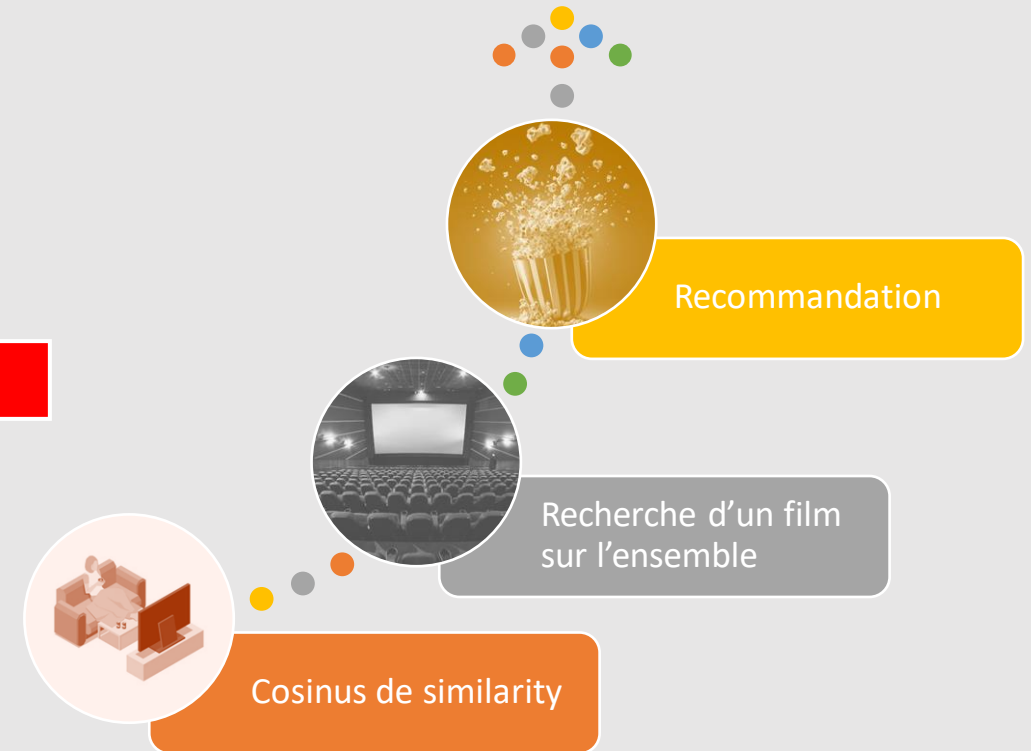 Recommandation
Recherche d’un film
sur l’ensemble
Cosinus de similarity